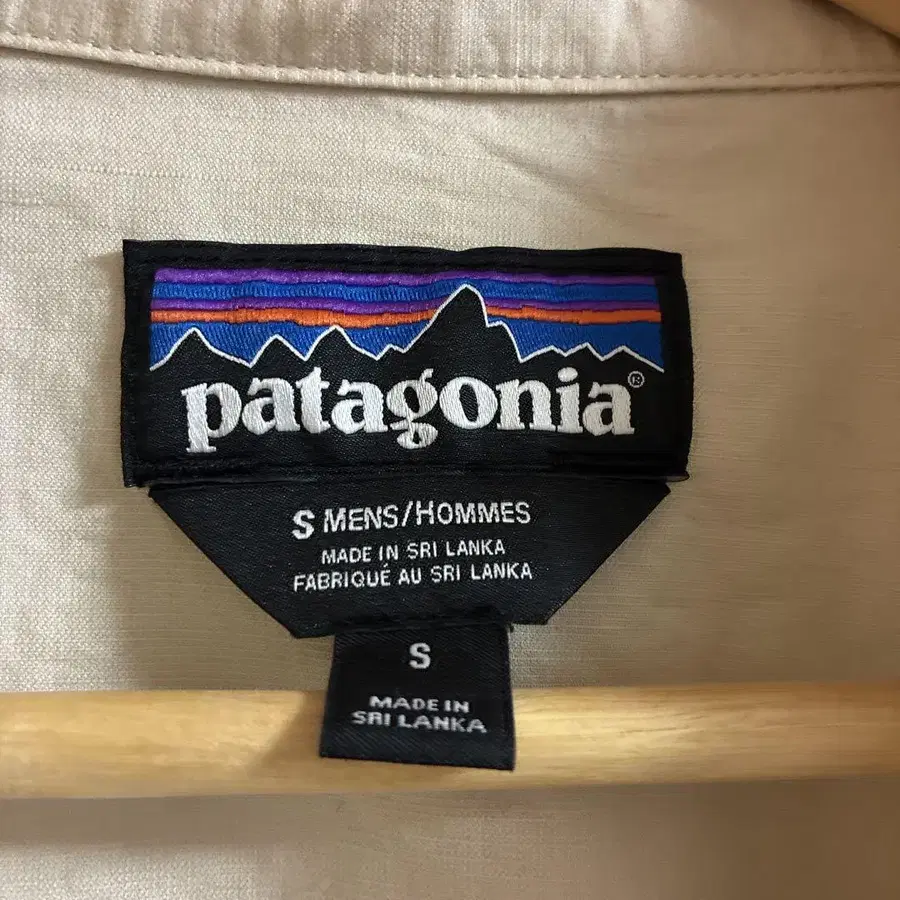 patagonia®
S MENS/HOMMES
MADE IN SRI LANKA
FABRIQUÉ AU SRI LANKA
S
MADE IN
SRI LANKA